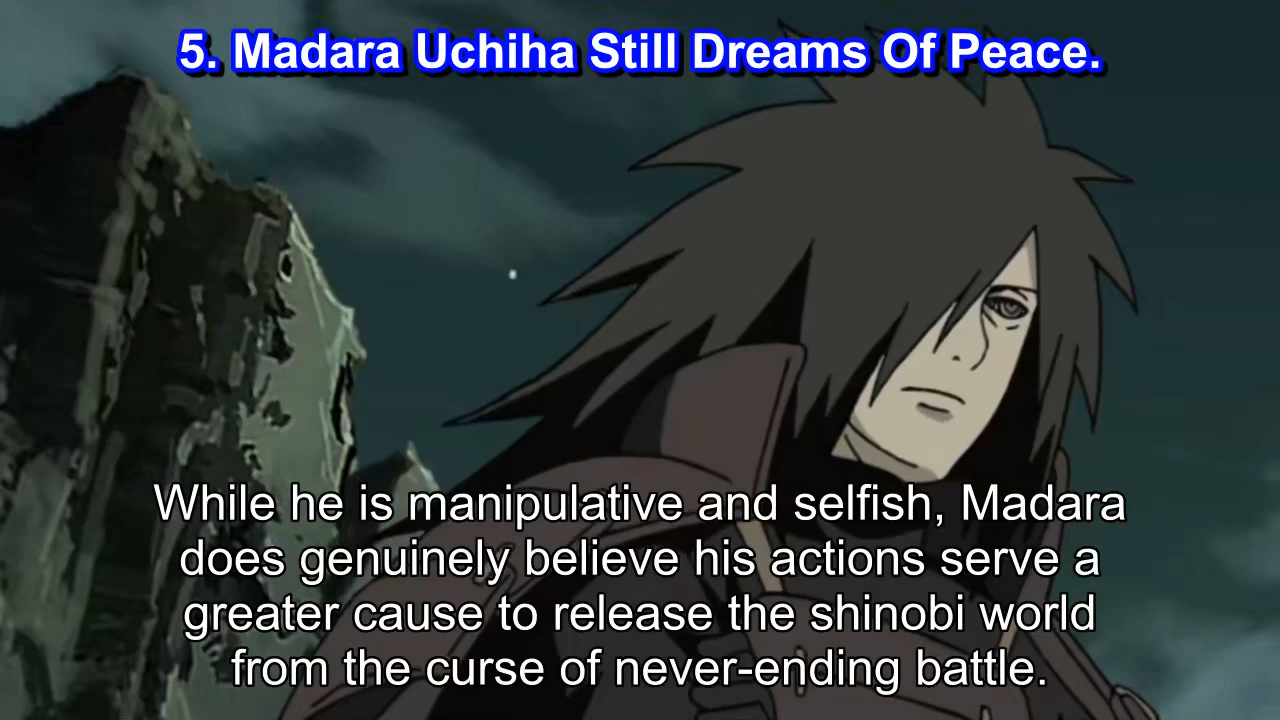 5. Madara Uchiha Still Dreams Of Peace.
While he is manipulative and selfish, Madara
does genuinely believe his actions serve a
greater cause to release the shinobi world
from the curse of never-ending battle.